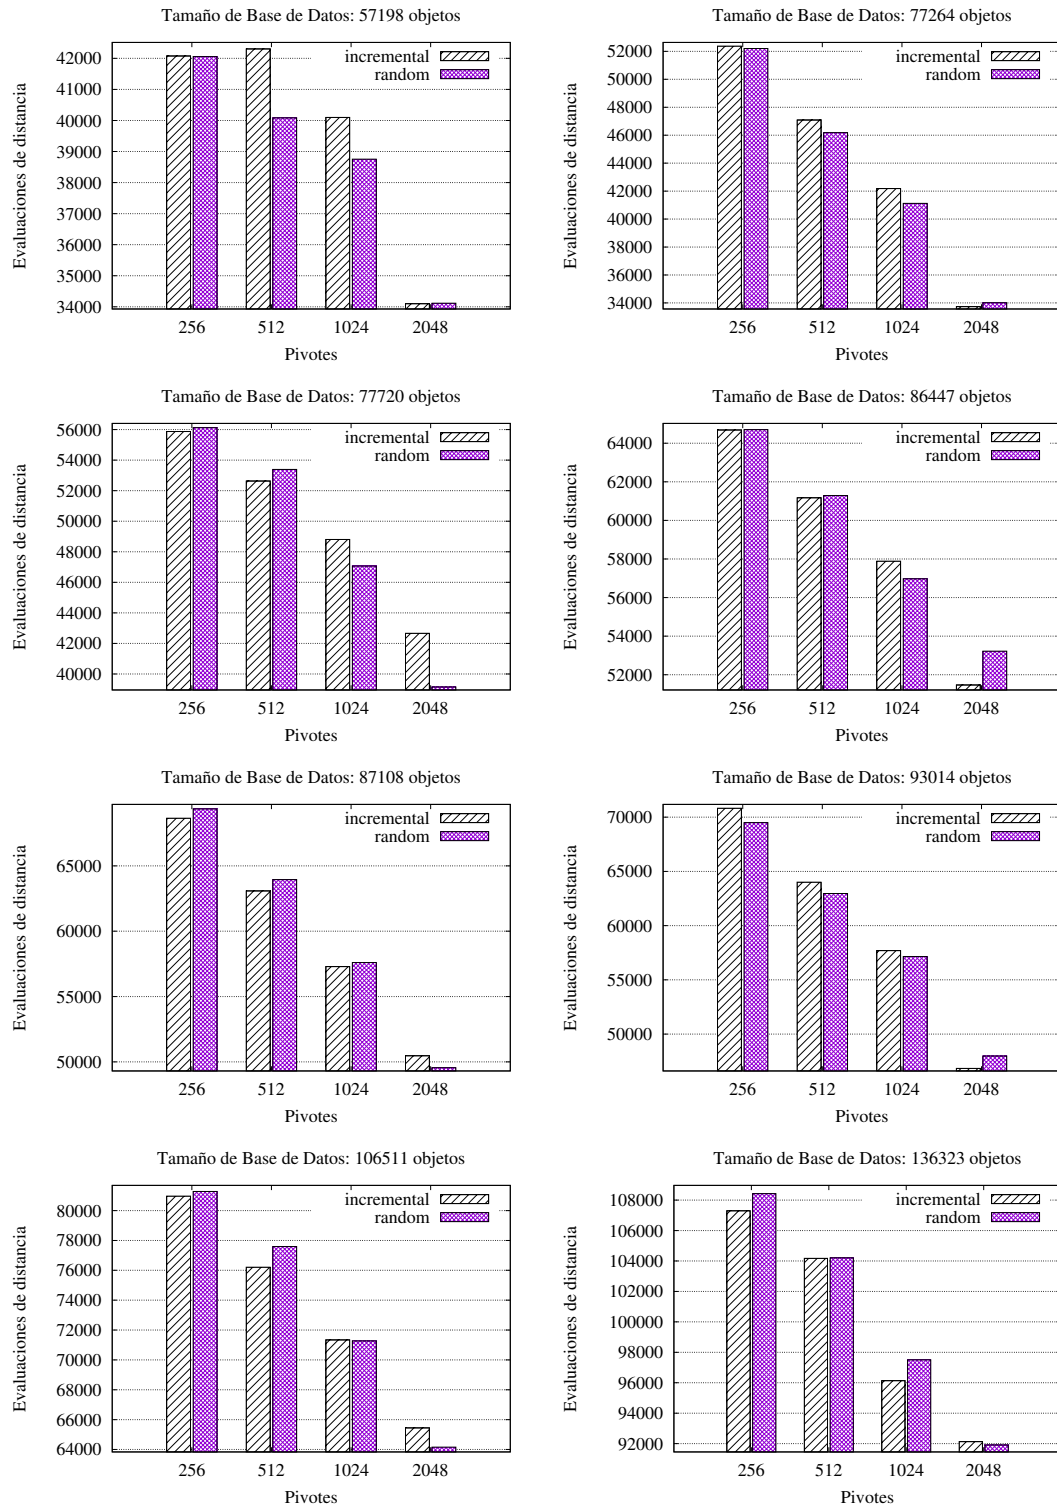 Tamaño de Base de Datos: 57198 objetos
Evaluaciones de distancia
42000
41000
40000
39000
38000
37000
36000
35000
34000
incremental
random
256 512 1024 2048
Pivotes
Tamaño de Base de Datos: 77264 objetos
Evaluaciones de distancia
52000
50000
48000
46000
44000
42000
40000
38000
36000
34000
incremental
random
256 512 1024 2048
Pivotes
Tamaño de Base de Datos: 77720 objetos
Evaluaciones de distancia
56000
54000
52000
50000
48000
46000
44000
42000
40000
incremental
random
256 512 1024 2048
Pivotes
Tamaño de Base de Datos: 86447 objetos
Evaluaciones de distancia
64000
62000
60000
58000
56000
54000
52000
incremental
random
256 512 1024 2048
Pivotes
Tamaño de Base de Datos: 87108 objetos
Evaluaciones de distancia
65000
60000
55000
50000
incremental
random
256 512 1024 2048
Pivotes
Tamaño de Base de Datos: 93014 objetos
Evaluaciones de distancia
70000
65000
60000
55000
50000
incremental
random
256 512 1024 2048
Pivotes
Tamaño de Base de Datos: 106511 objetos
Evaluaciones de distancia
80000
78000
76000
74000
72000
70000
68000
66000
64000
incremental
random
256 512 1024 2048
Pivotes
Tamaño de Base de Datos: 136323 objetos
Evaluaciones de distancia
108000
106000
104000
102000
100000
98000
96000
94000
92000
incremental
random
256 512 1024 2048
Pivotes